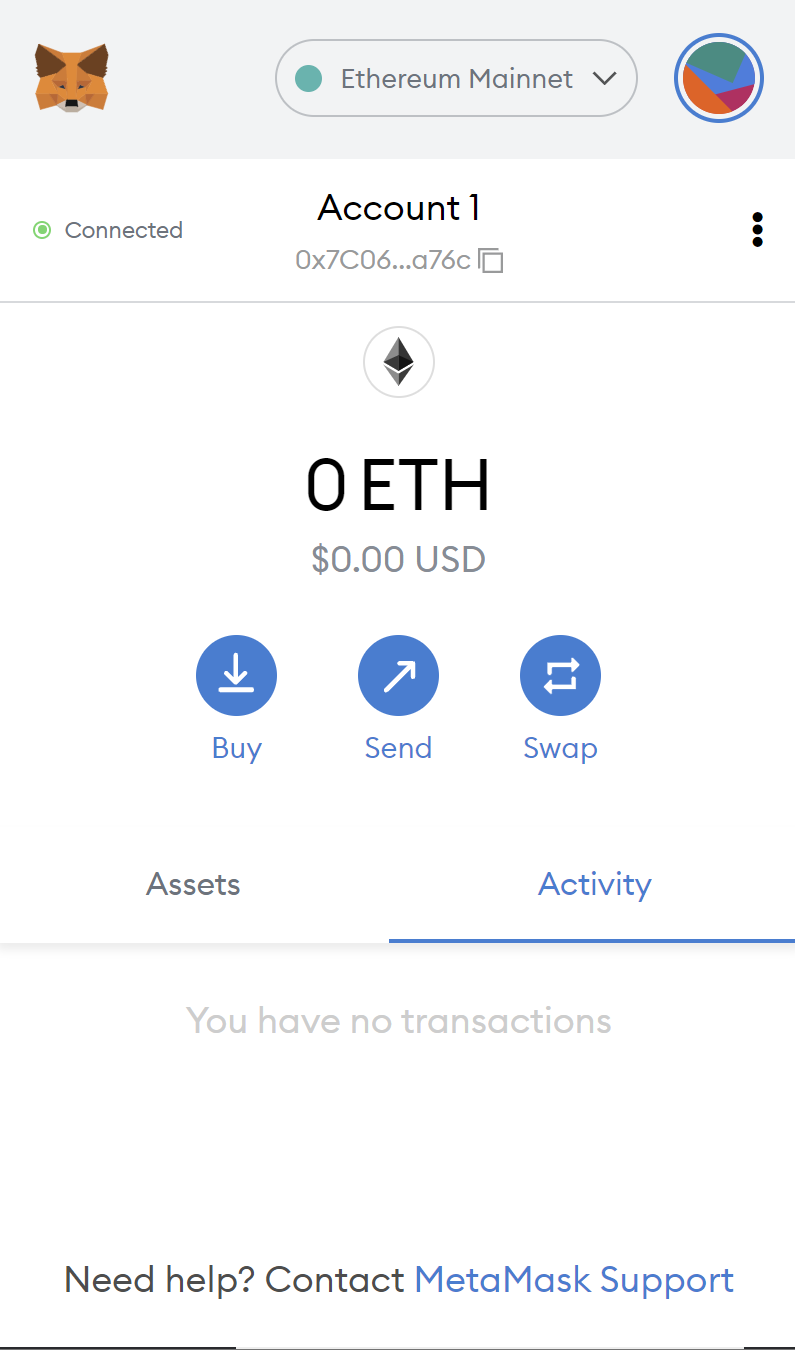 Ethereum Mainnet
Connected
Account 1
0x7C06...a76c
0 ETH
$0.00 USD
Buy
Send
Swap
Assets
Activity
You have no transactions
Need help? Contact MetaMask Support